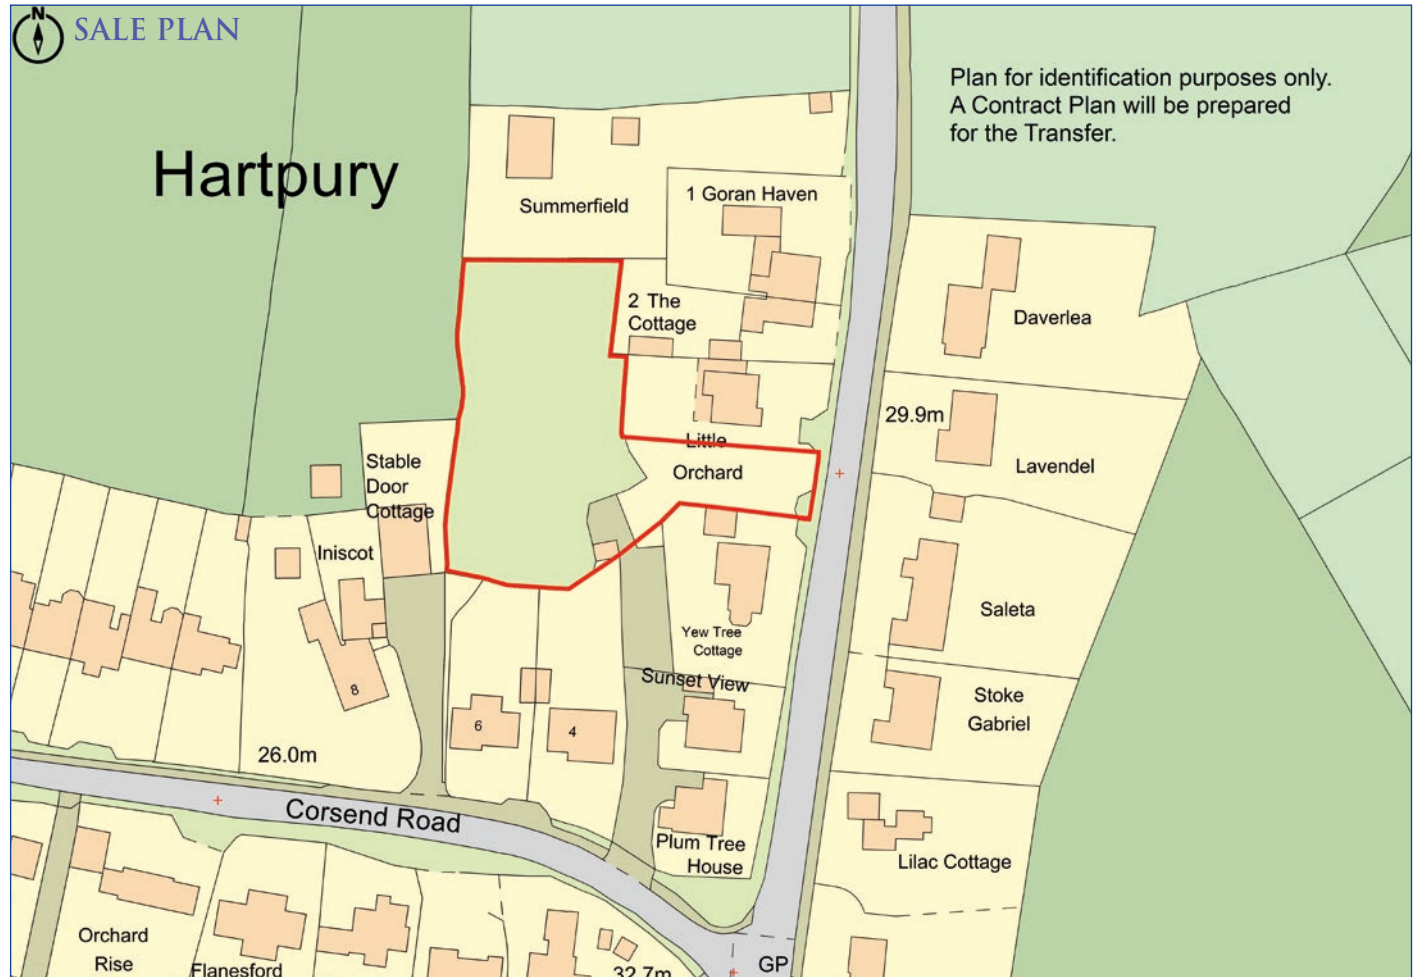 N
SALE PLAN
Plan for identification purposes only.
A Contract Plan will be prepared
for the Transfer.
Hartpury
Summerfield
1 Goran Haven
2 The
Cottage
Daverlea
29.9m
Little
Orchard
Lavendel
Stable
Door
Cottage
Iniscot
Saleta
Yew Tree
Cottage
Sunset View
8
6
4
Stoke
Gabriel
26.0m
Corsend Road
Plum Tree
House
Lilac Cottage
Orchard
Rise
Flanesford
32.7m
GP